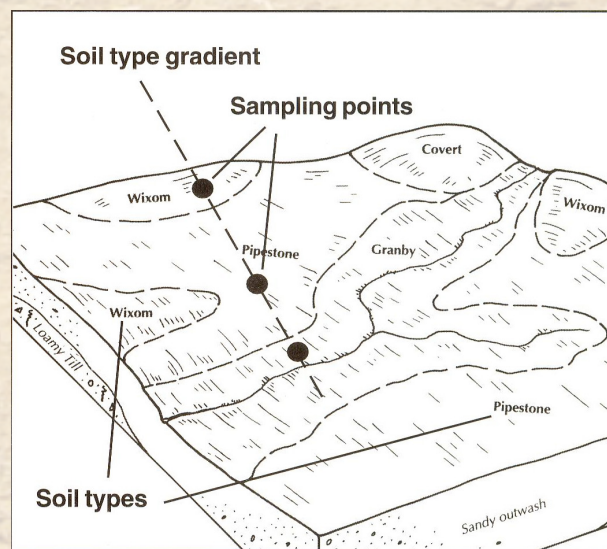 Soil type gradient
Sampling points
Covert
Wixom
Wixom
Pipestone
Granby
Wixom
Loamy Till
Pipestone
Soil types
Sandy outwash